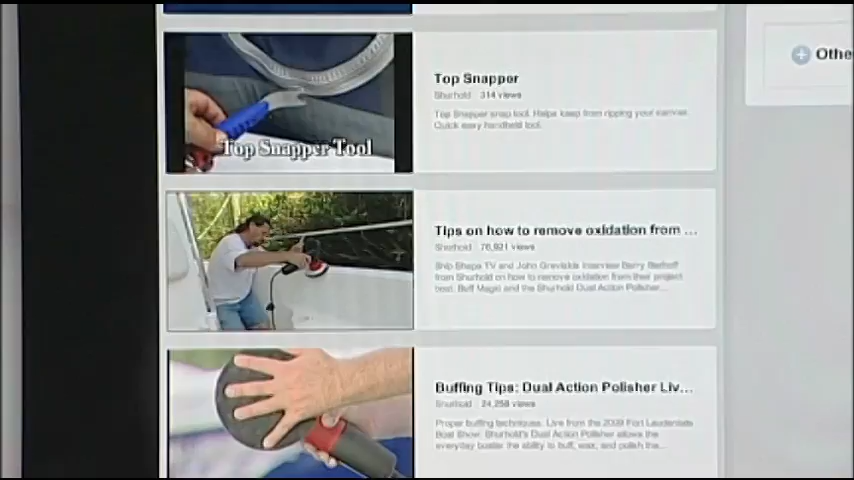 Top Snapper
Shurhold 314 views
Top Snapper snap tool. Helps keep from ripping your canvas.
Quick easy handheld tool.
Top Snapper Tool
Othe
Tips on how to remove oxidation from ...
Shurhold 76,921 views
Ship Shape TV and John Greviskis interview Barry Berhoff
from Shurhold on how to remove oxidation from their project
boat. Buff Magic and the Shurhold Dual Action Polisher...
Buffing Tips: Dual Action Polisher Liv...
Shurhold 24,258 views
Proper buffing techniques. Live from the 2009 Fort Lauderdale
Boat Show. Shurhold's Dual Action Polisher allows the
everyday boater the ability to buff, wax, and polish the...